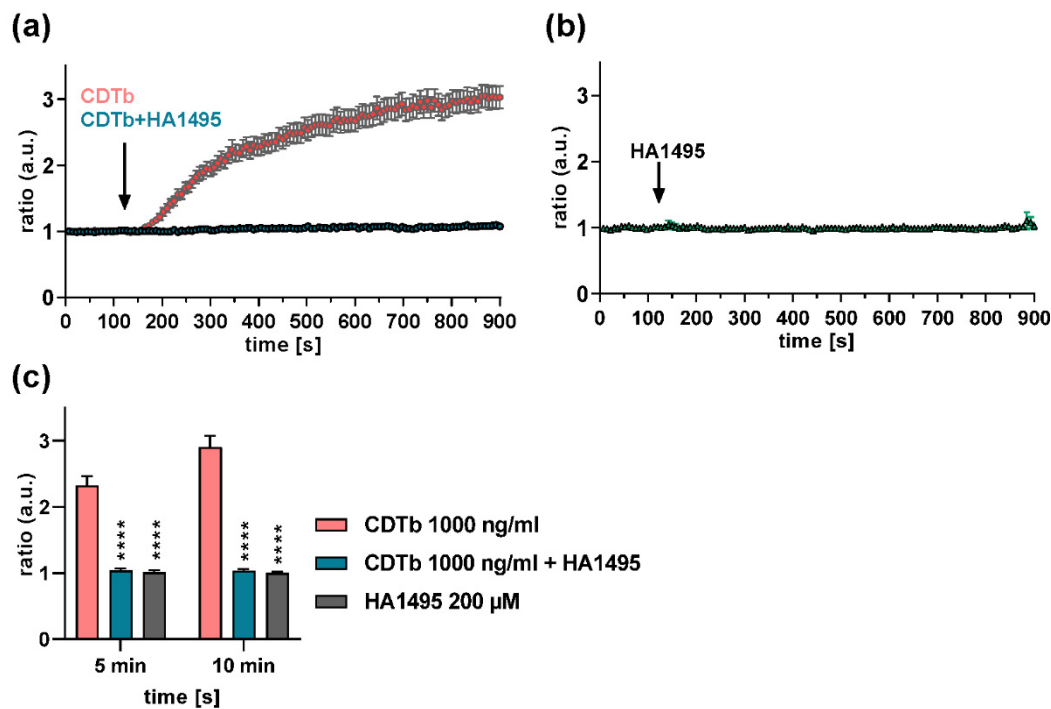 (a)
3
2
1
0
ratio (a.u.)
CDTb
CDTb+HA1495
0 100 200 300 400 500 600 700 800 900
time [s]
(b)
3
2
1
0
ratio (a.u.)
HA1495
0 100 200 300 400 500 600 700 800 900
time [s]
(c)
3
2
1
0
ratio (a.u.)
**** ****
**** ****
5 min 10 min
time [s]
CDTb 1000 ng/ml
CDTb 1000 ng/ml + HA1495
HA1495 200 µM